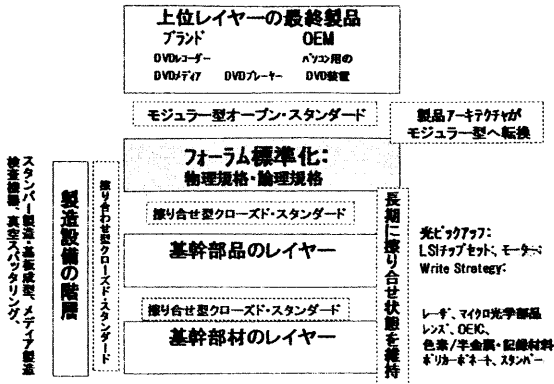 上位レイヤーの最終製品
ブランド OEM
DVDレコーダー パソコン用の
DVDメディア DVDプレーヤー DVD装置
モジュラー型オープン・スタンダード
製品アーキテクチャが
モジュラー型へ転換
フォーラム標準化:
物理規格・論理規格
擦り合せ型クローズド・スタンダード
基幹部品のレイヤー
擦り合せ型クローズド・スタンダード
基幹部材のレイヤー
長期に擦り合せ状態を維持
光ピックアップ:
LSIチップセット、モーター:
Write Strategy:
レーザ、マイクロ光学部品
レンズ、OEIC、
色素/半金属・記録材料
ポリカーボネート、スタンパー
擦り合わせ型クローズド・スタンダード
製造設備の階層
スタンパー製造・基板成型、メディア製造
検査機器、真空スパッタリング、